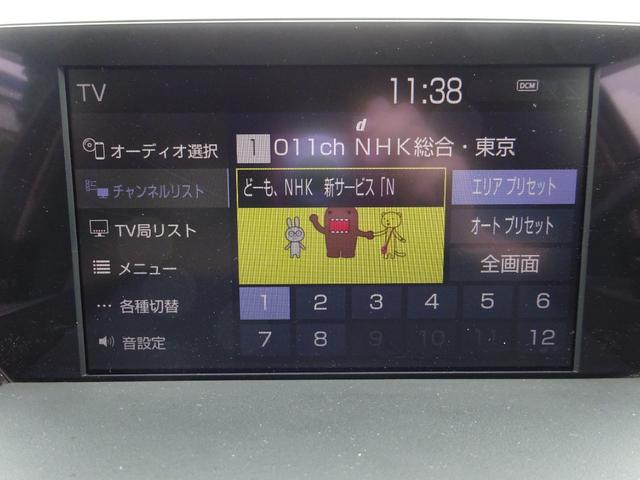 TV
11:38
DCM
d
オーディオ選択
1 011ch NHK総合・東京
チャンネルリスト
どーも、NHK 新サービス「N
エリア プリセット
TV局リスト
オート プリセット
メニュー
全画面
各種切替
1 2 3 4 5 6
音設定
7 8 9 10 11 12